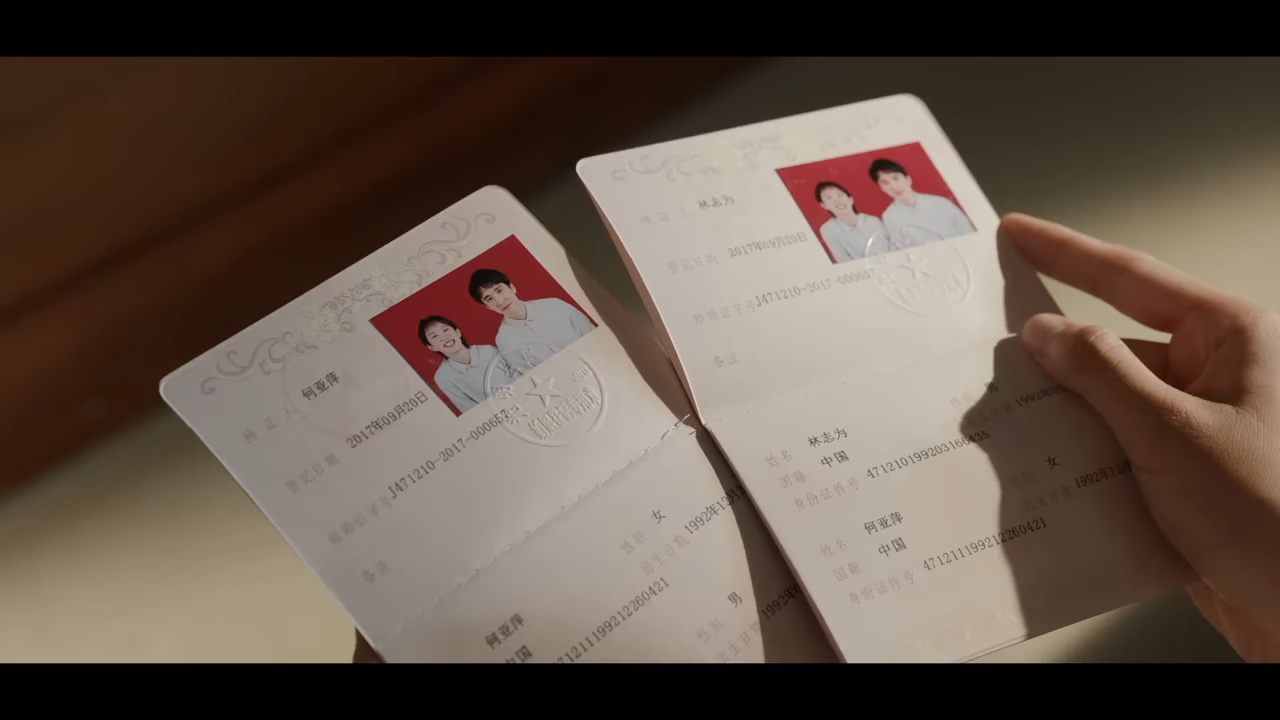 持证人 何亚萍
登记日期 2017年09月20日
结婚证字号 J471210-2017-000657
备注
性别 女
出生日期 1992年12月
何亚萍
中国
471211199212260421
性别 男
出生日期 1992年
持证人 林志为
登记日期 2017年09月20日
结婚证字号 J471210-2017-000657
备注
姓名 林志为
男
国籍 中国
身份证件号 471210199203166435
姓名 何亚萍
性别 女
国籍 中国
出生日期 1992年12月
身份证件号 471211199212260421